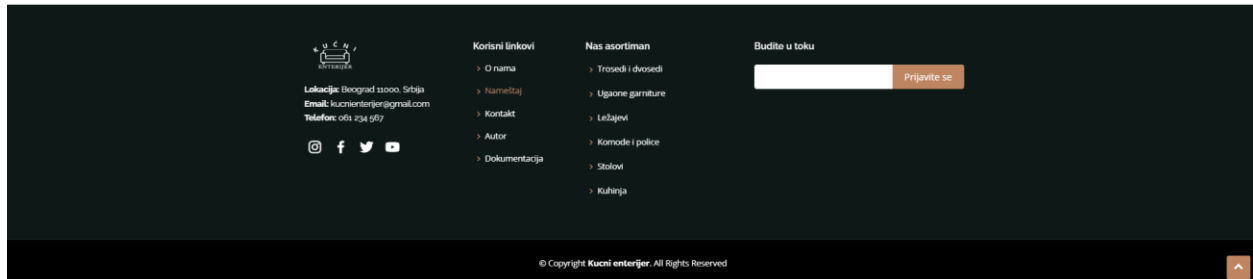 KUĆNI
ENTERIJER
Lokacija: Beograd 11000, Srbija
Email: kucnienterijer@gmail.com
Telefon: 061 234 567
Korisni linkovi
O nama
Nameštaj
Kontakt
Autor
Dokumentacija
Nas asortiman
Trosedi i dvosedi
Ugaone garniture
Ležajevi
Komode i police
Stolovi
Kuhinja
Budite u toku
Prijavite se
© Copyright Kucni enterijer. All Rights Reserved